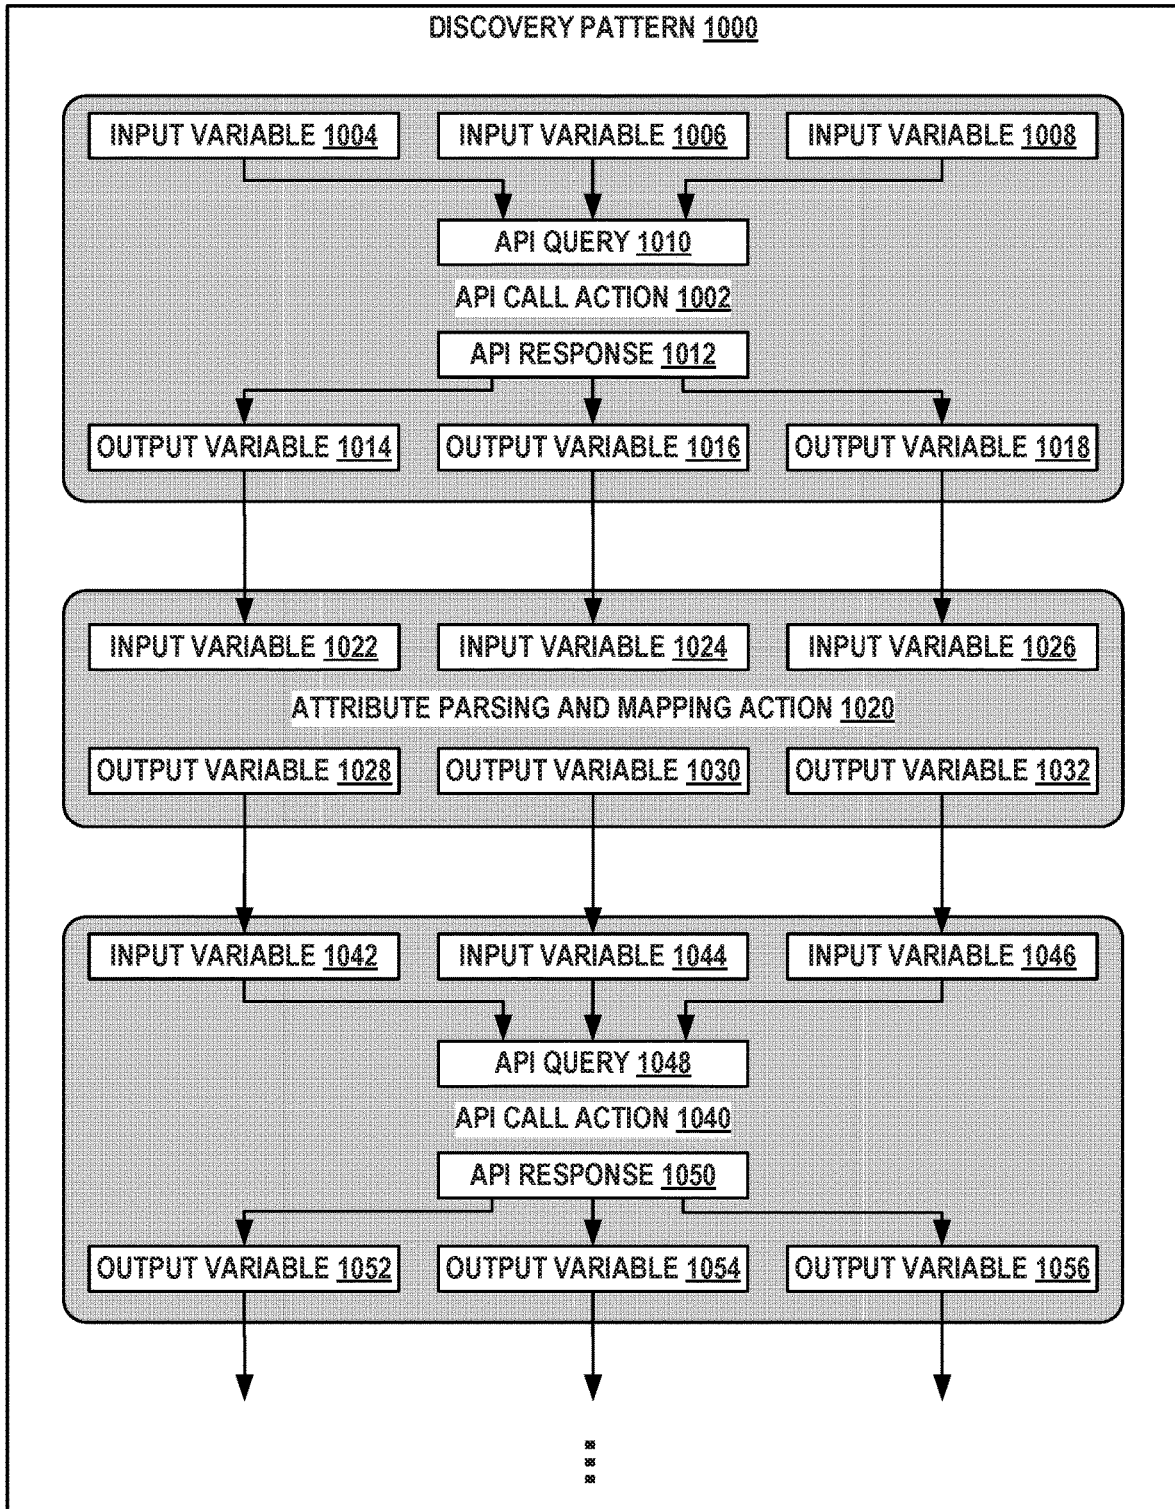 DISCOVERY PATTERN 1000
INPUT VARIABLE 1004 INPUT VARIABLE 1006 INPUT VARIABLE 1008
API QUERY 1010
API CALL ACTION 1002
API RESPONSE 1012
OUTPUT VARIABLE 1014 OUTPUT VARIABLE 1016 OUTPUT VARIABLE 1018
INPUT VARIABLE 1022 INPUT VARIABLE 1024 INPUT VARIABLE 1026
ATTRIBUTE PARSING AND MAPPING ACTION 1020
OUTPUT VARIABLE 1028 OUTPUT VARIABLE 1030 OUTPUT VARIABLE 1032
INPUT VARIABLE 1042 INPUT VARIABLE 1044 INPUT VARIABLE 1046
API QUERY 1048
API CALL ACTION 1040
API RESPONSE 1050
OUTPUT VARIABLE 1052 OUTPUT VARIABLE 1054 OUTPUT VARIABLE 1056